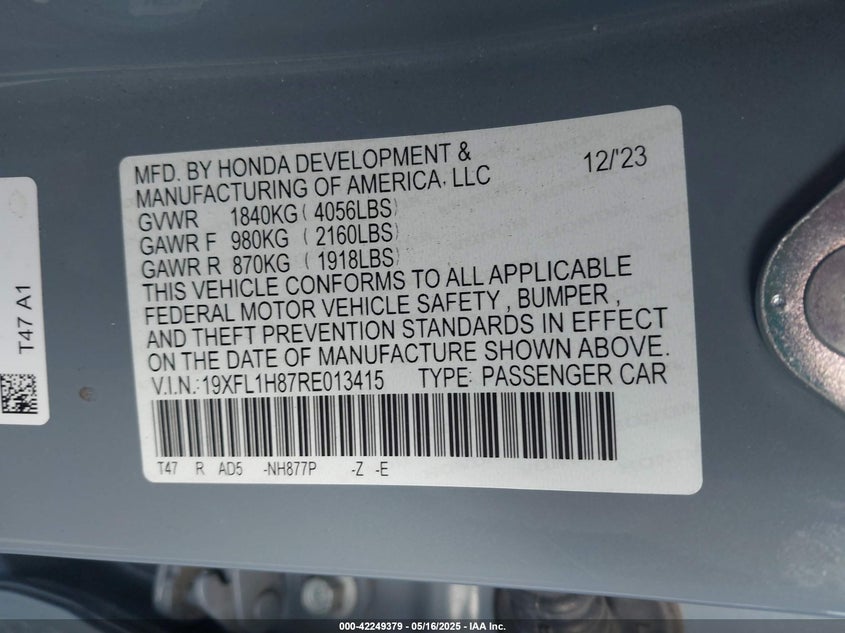 MFD. BY HONDA DEVELOPMENT & 12/'23
MANUFACTURING OF AMERICA, LLC
GVWR 1840KG ( 4056LBS)
GAWR F 980KG ( 2160LBS)
GAWR R 870KG ( 1918LBS)
THIS VEHICLE CONFORMS TO ALL APPLICABLE
FEDERAL MOTOR VEHICLE SAFETY , BUMPER ,
AND THEFT PREVENTION STANDARDS IN EFFECT
ON THE DATE OF MANUFACTURE SHOWN ABOVE.
V.I.N.:19XFL1H87RE013415 TYPE: PASSENGER CAR
T47 R AD5 -NH877P -Z -E
T47 A1
000-42249379 - 05/16/2025 - IAA Inc.